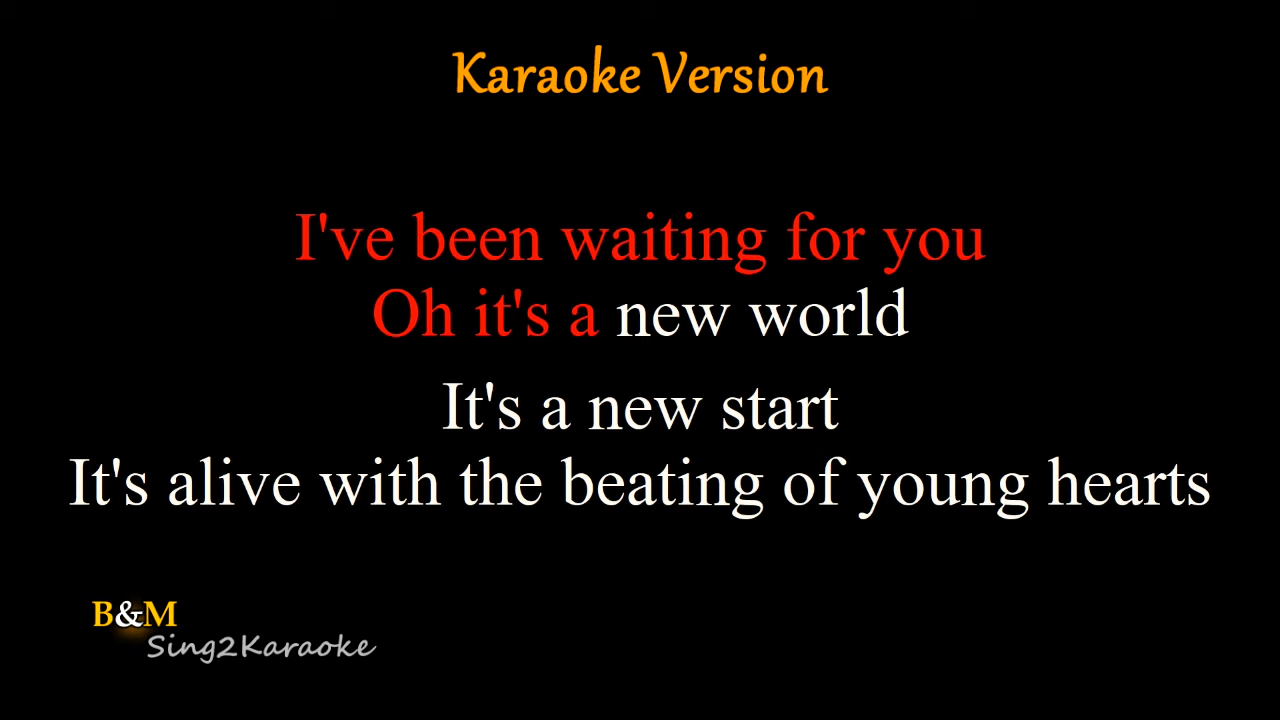 Karaoke Version
I've been waiting for you
Oh it's a new world
It's a new start
It's alive with the beating of young hearts
B&M
Sing2Karaoke